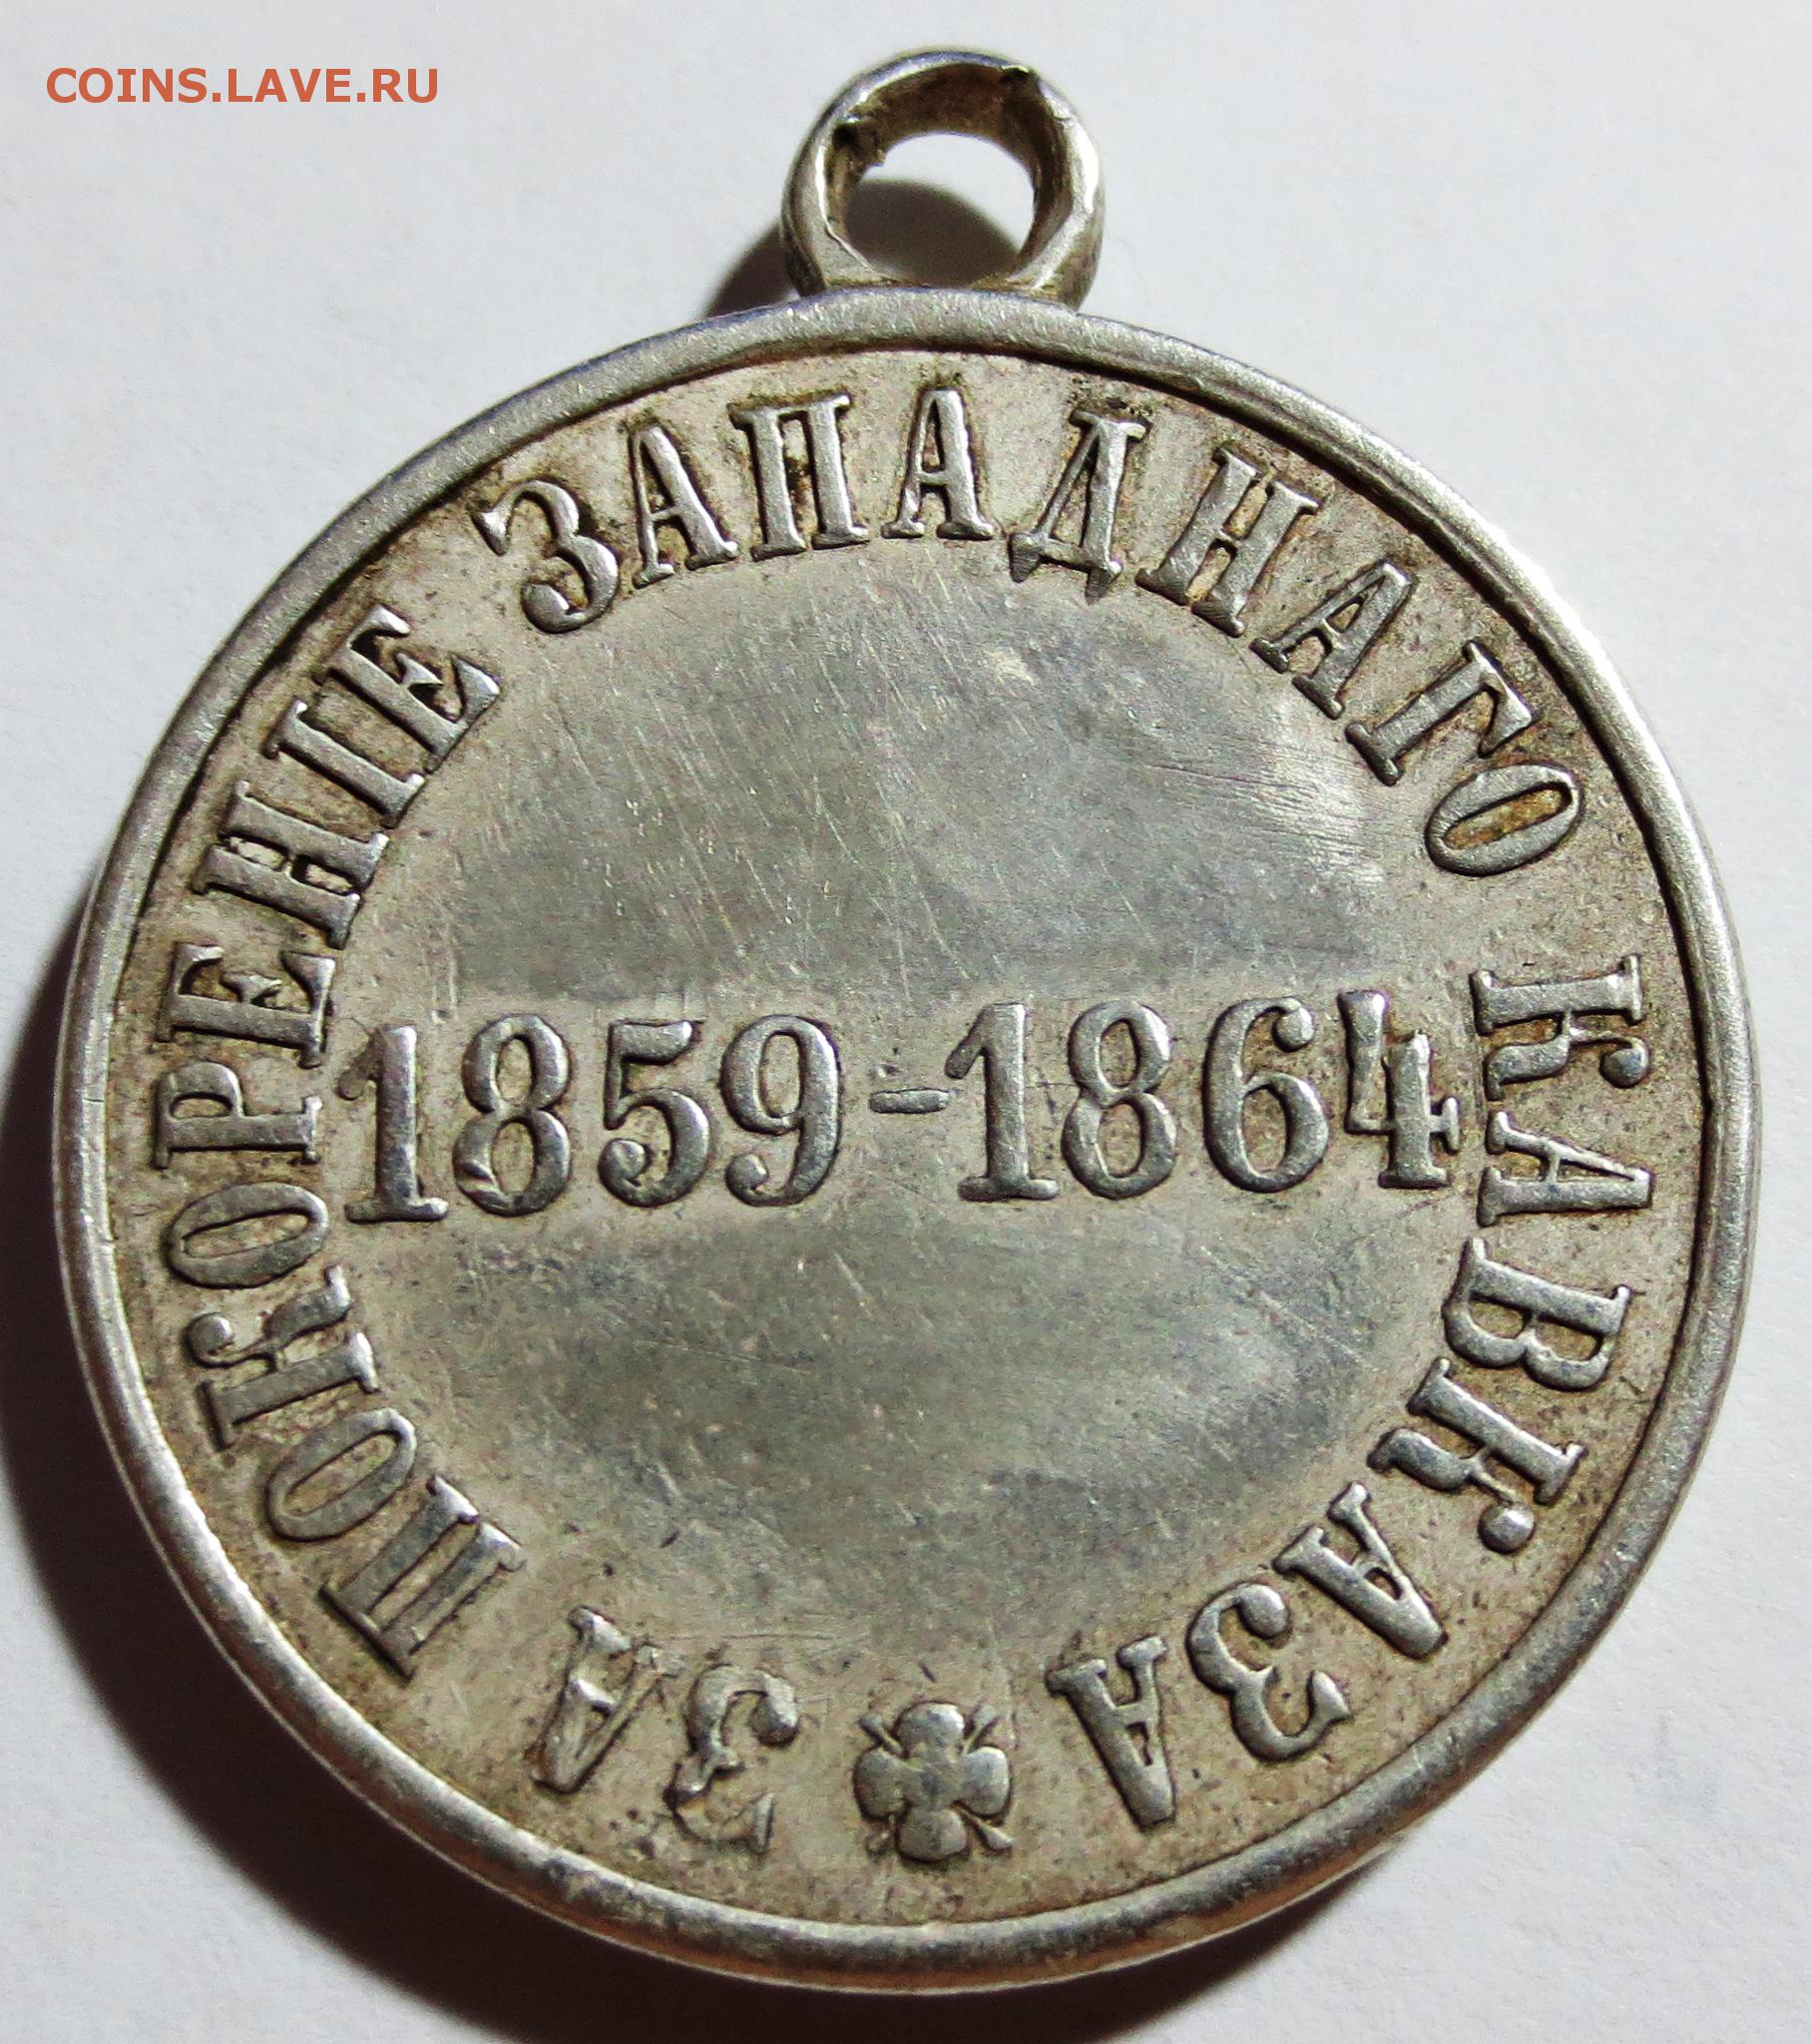 COINS.LAVE.RU
ЗА ПОКОРЕНІЕ ЗАПАДНАГО КАВКАЗА
1859-1864